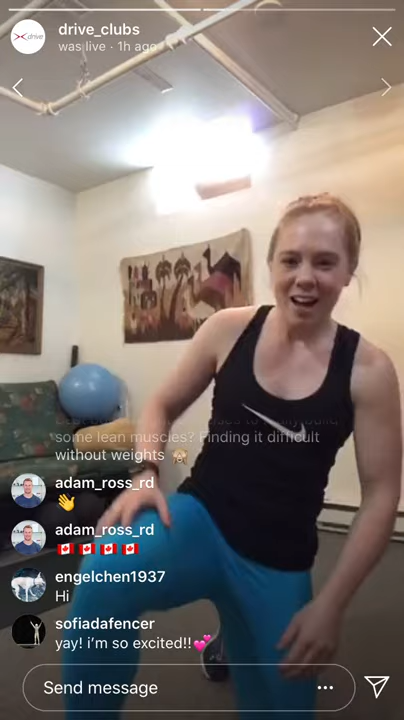 drive
drive_clubs
was live · 1h ago
some lean muscles? Finding it difficult
without weights 🙈
adam_ross_rd
👋
adam_ross_rd
🇨🇦 🇨🇦 🇨🇦 🇨🇦
engelchen1937
Hi
sofiadafencer
yay! i'm so excited!!💕
Send message